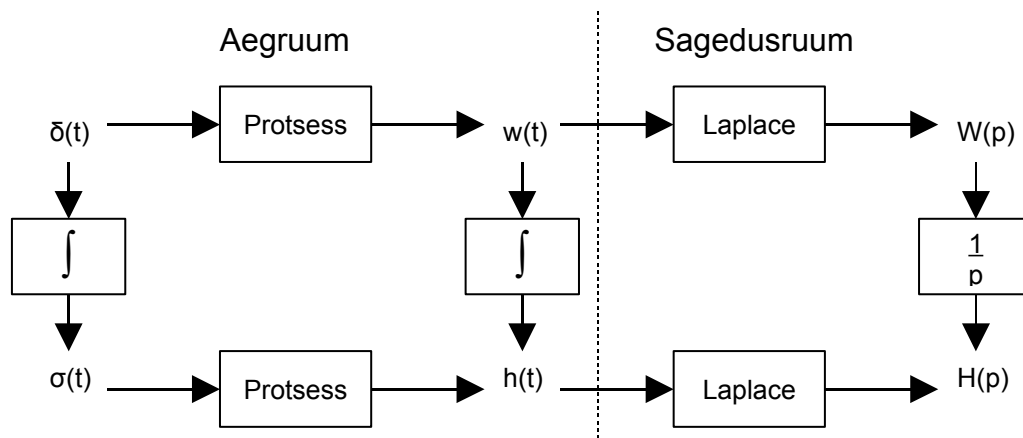 Aegruum Sagedusruum
δ(t) Protsess w(t) Laplace W(p)
∫ ∫ 1
p
σ(t) Protsess h(t) Laplace H(p)